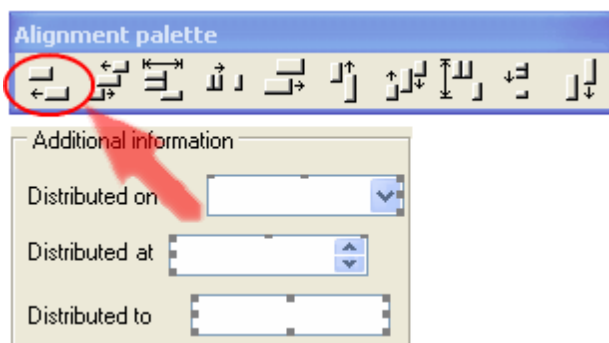 Alignment palette
Additional information
Distributed on
Distributed at
Distributed to